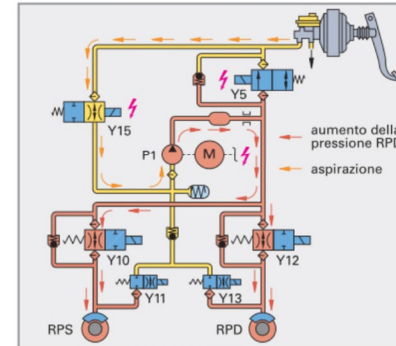 Y5
Y15
P1
M
aumento della
pressione RPD
aspirazione
Y10
Y12
Y11
Y13
RPS
RPD